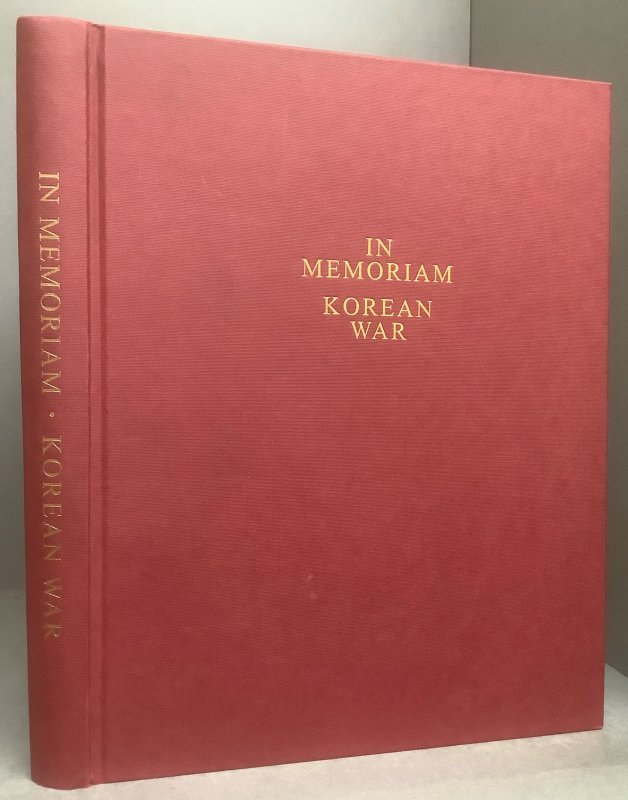 IN MEMORIAM · KOREAN WAR
IN
MEMORIAM
KOREAN
WAR